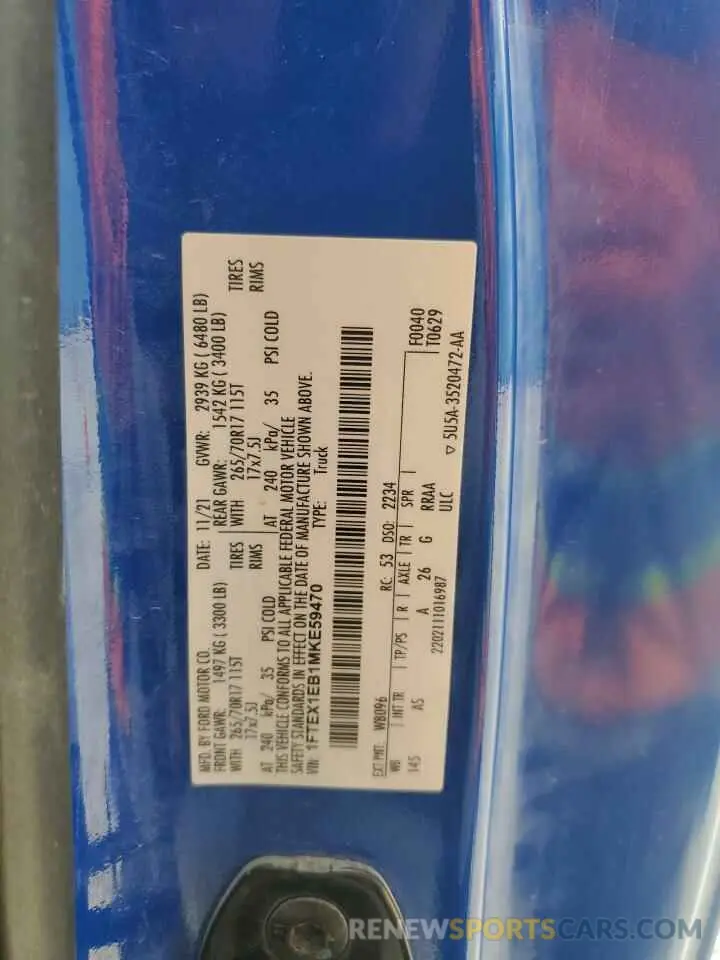 MFD. BY FORD MOTOR CO.
DATE: 11/21 GVWR: 2939 KG ( 6480 LB)
FRONT GAWR: 1497 KG ( 3300 LB) REAR GAWR: 1542 KG ( 3400 LB)
WITH 265/70R17 115T TIRES WITH 265/70R17 115T TIRES
17x7.5J RIMS 17x7.5J RIMS
AT 240 kPa/ 35 PSI COLD AT 240 kPa/ 35 PSI COLD
THIS VEHICLE CONFORMS TO ALL APPLICABLE FEDERAL MOTOR VEHICLE
SAFETY STANDARDS IN EFFECT ON THE DATE OF MANUFACTURE SHOWN ABOVE.
VIN: 1FTEX1EB1MKE59470 TYPE: Truck
EXT PNT: WB096 RC: 53 DSO: 2234 F0040
WB INT TR TP/PS R AXLE TR SPR T0629
145 AS A 26 G RRAA
2202111016987 ULC ▽ 5U5A-3520472-AA
RENEWSPORTSCARS.COM